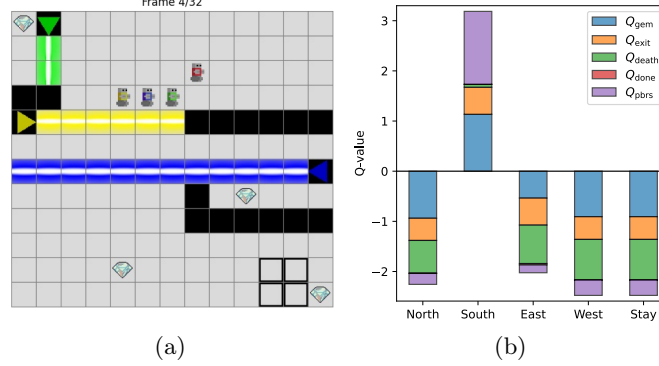 Frame 4/32
3
2
1
0
−1
−2
Q-value
North South East West Stay
Q_gem
Q_exit
Q_death
Q_done
Q_pbrs
(a) (b)